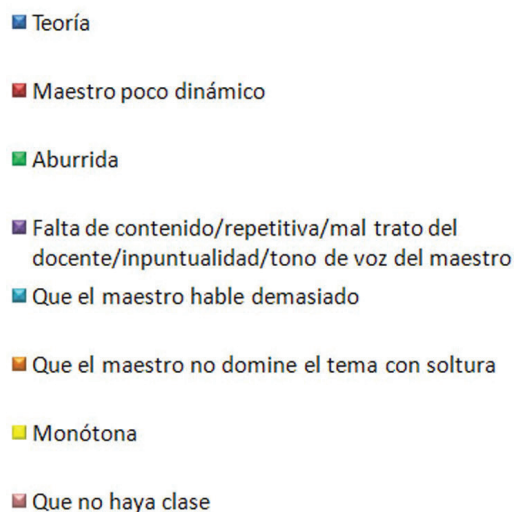 Teoría
Maestro poco dinámico
Aburrida
Falta de contenido/repetitiva/mal trato del
docente/inpuntualidad/tono de voz del maestro
Que el maestro hable demasiado
Que el maestro no domine el tema con soltura
Monótona
Que no haya clase